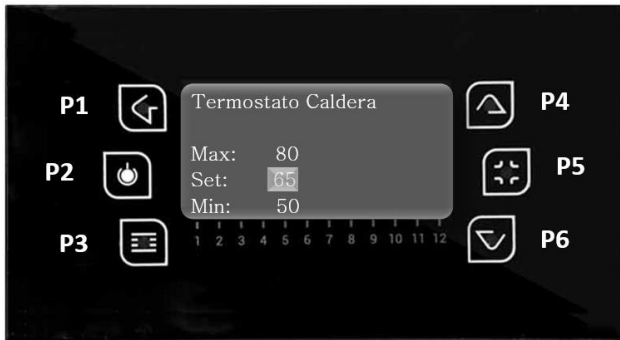 P1
P2
P3
Termostato Caldera
Max: 80
Set: 65
Min: 50
1 2 3 4 5 6 7 8 9 10 11 12
P4
P5
P6